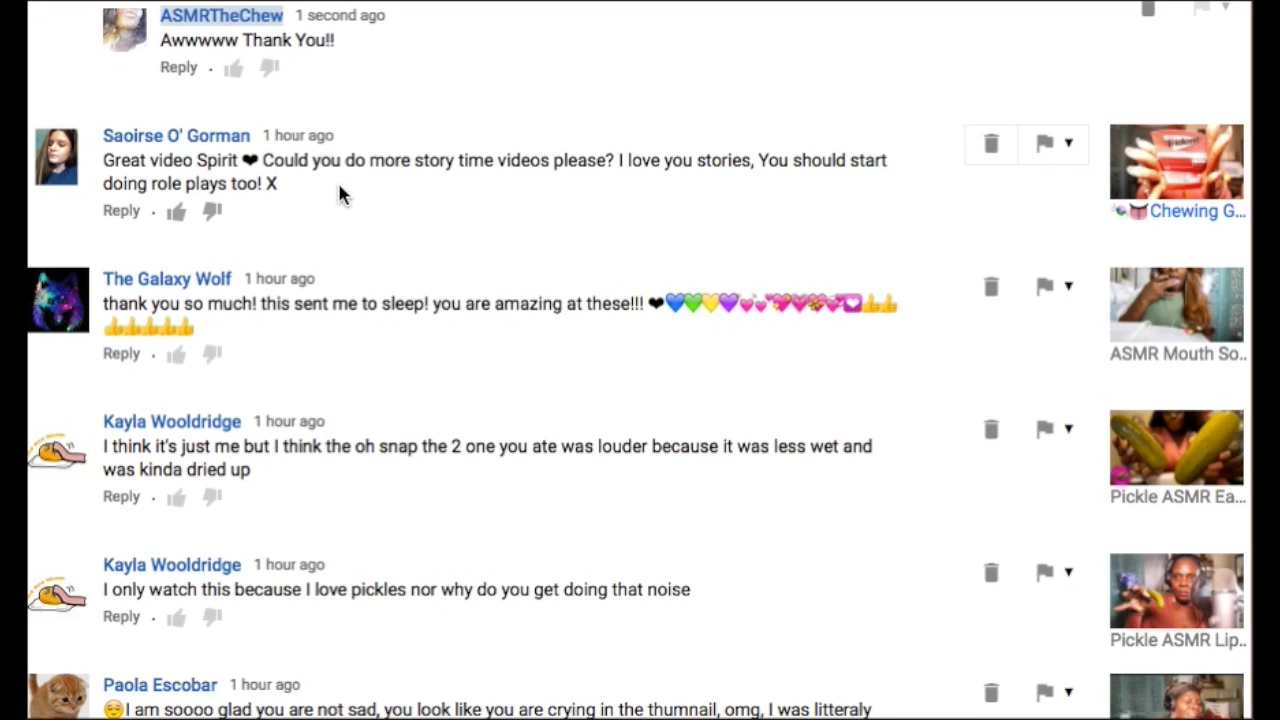 ASMRTheChew 1 second ago
Awwwww Thank You!!
Reply
Saoirse O' Gorman 1 hour ago
Great video Spirit ❤ Could you do more story time videos please? I love you stories, You should start
doing role plays too! X
Reply
Chewing G...
The Galaxy Wolf 1 hour ago
thank you so much! this sent me to sleep! you are amazing at these!!!
Reply
ASMR Mouth So..
Kayla Wooldridge 1 hour ago
I think it's just me but I think the oh snap the 2 one you ate was louder because it was less wet and
was kinda dried up
Reply
Pickle ASMR Ea...
Kayla Wooldridge 1 hour ago
I only watch this because I love pickles nor why do you get doing that noise
Reply
Pickle ASMR Lip..
Paola Escobar 1 hour ago
I am soooo glad you are not sad, you look like you are crying in the thumnail, omg, I was litteraly